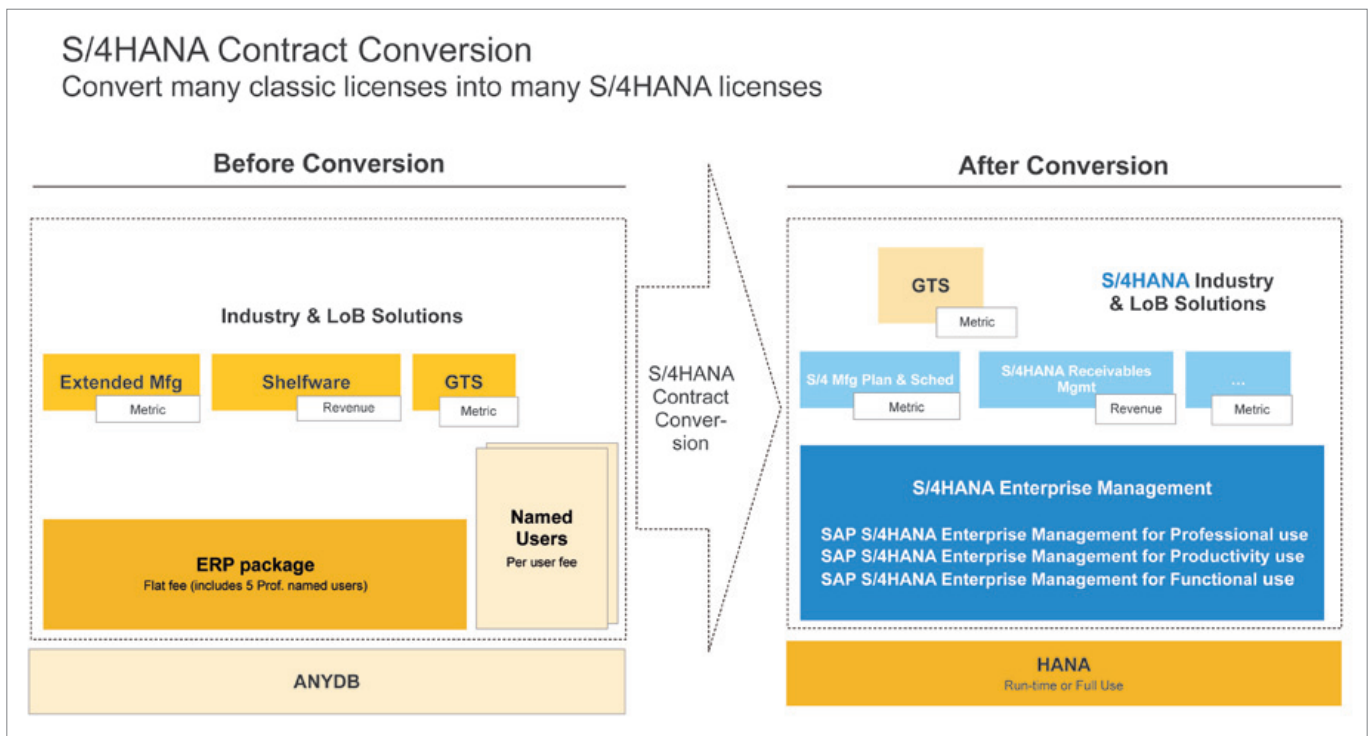 S/4HANA Contract Conversion
Convert many classic licenses into many S/4HANA licenses
Before Conversion
Industry & LoB Solutions
Extended Mfg
Metric
Shelfware
Revenue
GTS
Metric
Named
Users
Per user fee
ERP package
Flat fee (includes 5 Prof. named users)
ANYDB
S/4HANA
Contract
Conver-
sion
After Conversion
GTS
Metric
S/4HANA Industry
& LoB Solutions
S/4 Mfg Plan & Sched
Metric
S/4HANA Receivables
Mgmt
Revenue
...
Metric
S/4HANA Enterprise Management
SAP S/4HANA Enterprise Management for Professional use
SAP S/4HANA Enterprise Management for Productivity use
SAP S/4HANA Enterprise Management for Functional use
HANA
Run-time or Full Use